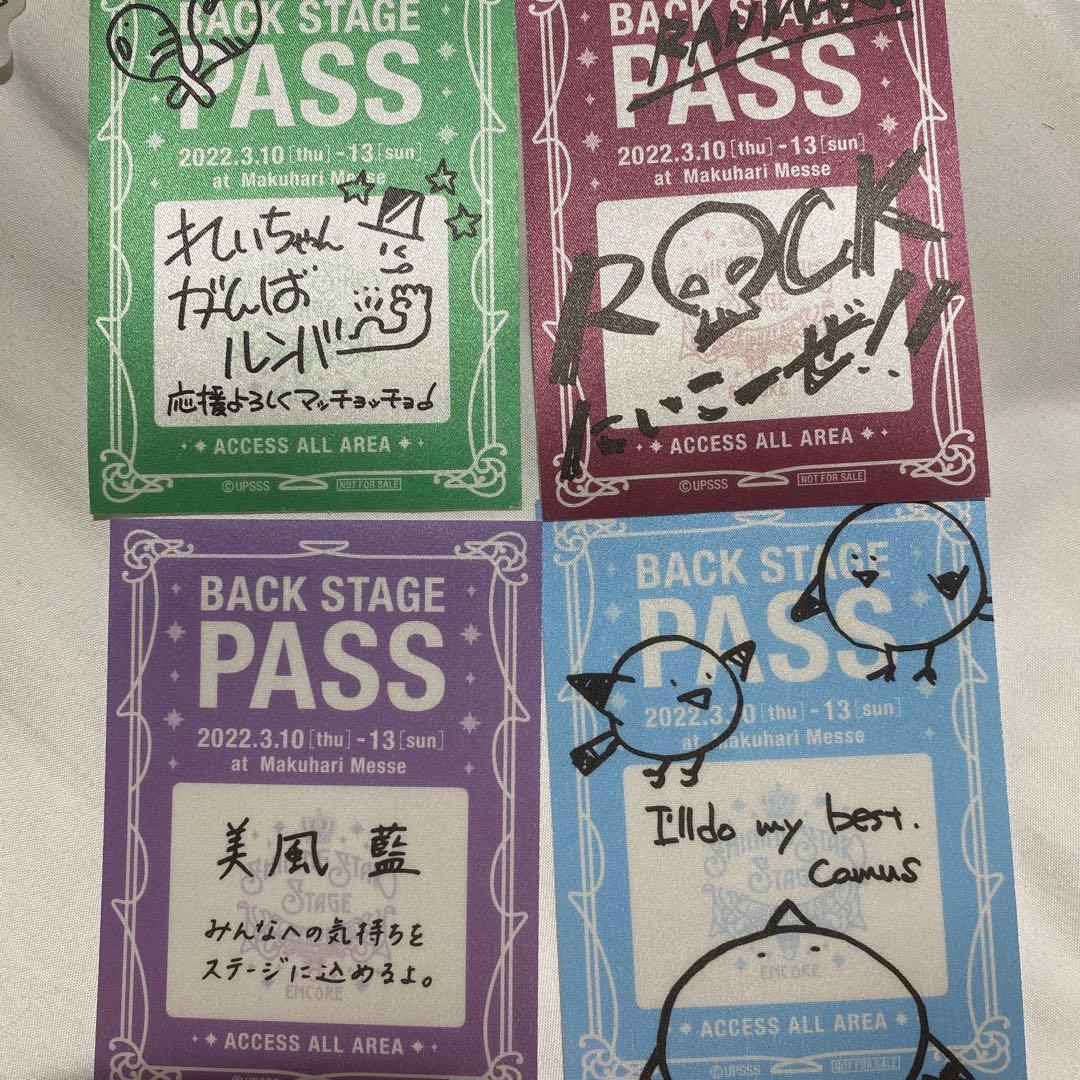 BACK STAGE
PASS
2022.3.10[thu]-13[sun]
at Makuhari Messe
れいちゃん
がんば
ルンバ
応援よろしくマッチョッチョ
ACCESS ALL AREA
©UPSSS
NOT FOR SALE
BACK STAGE
PASS
2022.3.10[thu]-13[sun]
at Makuhari Messe
ROCK
にいこーぜ!!
ACCESS ALL AREA
©UPSSS
NOT FOR SALE
BACK STAGE
PASS
2022.3.10[thu]-13[sun]
at Makuhari Messe
美風 藍
みんなへの気持ちを
ステージに込めるよ。
STAGE
ENCORE
ACCESS ALL AREA
BACK STAGE
PASS
2022.3.10[thu]-13[sun]
at Makuhari Messe
I'll do my best.
Camus
STAGE
ENCORE
ACCESS ALL AREA
©UPSSS
NOT FOR SALE